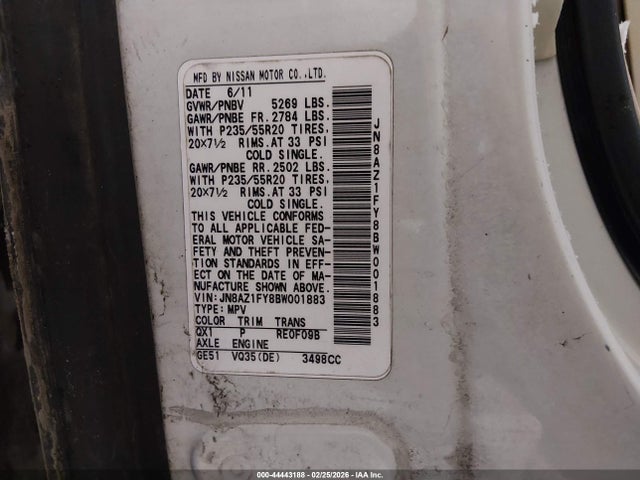 MFD BY NISSAN MOTOR CO.,LTD.
DATE 6/11
GVWR/PNBV 5269 LBS.
GAWR/PNBE FR. 2784 LBS.
WITH P235/55R20 TIRES,
20×7½ RIMS. AT 33 PSI
COLD SINGLE.
GAWR/PNBE RR. 2502 LBS.
WITH P235/55R20 TIRES,
20×7½ RIMS. AT 33 PSI
COLD SINGLE.
THIS VEHICLE CONFORMS
TO ALL APPLICABLE FED-
ERAL MOTOR VEHICLE SA-
FETY AND THEFT PREVEN-
TION STANDARDS IN EFF-
ECT ON THE DATE OF MA-
NUFACTURE SHOWN ABOVE.
VIN: JN8AZ1FY8BW001883
TYPE: MPV
COLOR TRIM TRANS
QX1 P RE0F09B
AXLE ENGINE
GE51 VQ35(DE) 3498CC
JN8AZ1FY8BW001883
000-44443188 - 02/25/2026 - IAA Inc.